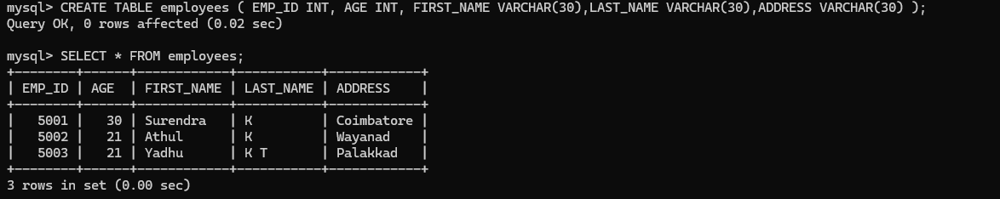 mysql> CREATE TABLE employees ( EMP_ID INT, AGE INT, FIRST_NAME VARCHAR(30),LAST_NAME VARCHAR(30),ADDRESS VARCHAR(30) );
Query OK, 0 rows affected (0.02 sec)

mysql> SELECT * FROM employees;
+--------+------+------------+-----------+------------+
| EMP_ID | AGE  | FIRST_NAME | LAST_NAME | ADDRESS    |
+--------+------+------------+-----------+------------+
|   5001 |   30 | Surendra   | K         | Coimbatore |
|   5002 |   21 | Athul      | K         | Wayanad    |
|   5003 |   21 | Yadhu      | K T       | Palakkad   |
+--------+------+------------+-----------+------------+
3 rows in set (0.00 sec)